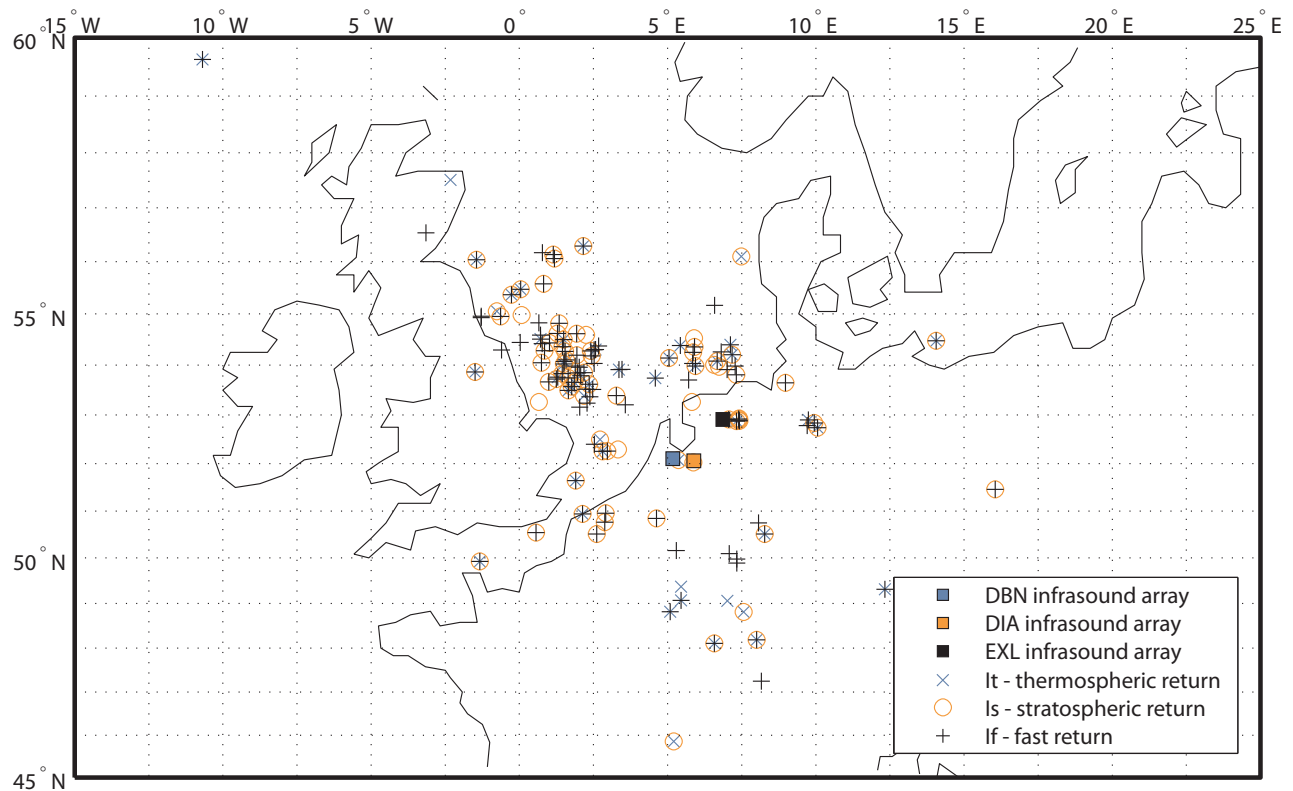 15 °W 10 °W 5 °W 0 ° 5 °E 10 °E 15 °E 20 °E 25 °E
60 °N
55 °N
50 °N
45 °N
DBN infrasound array
DIA infrasound array
EXL infrasound array
It - thermospheric return
Is - stratospheric return
If - fast return